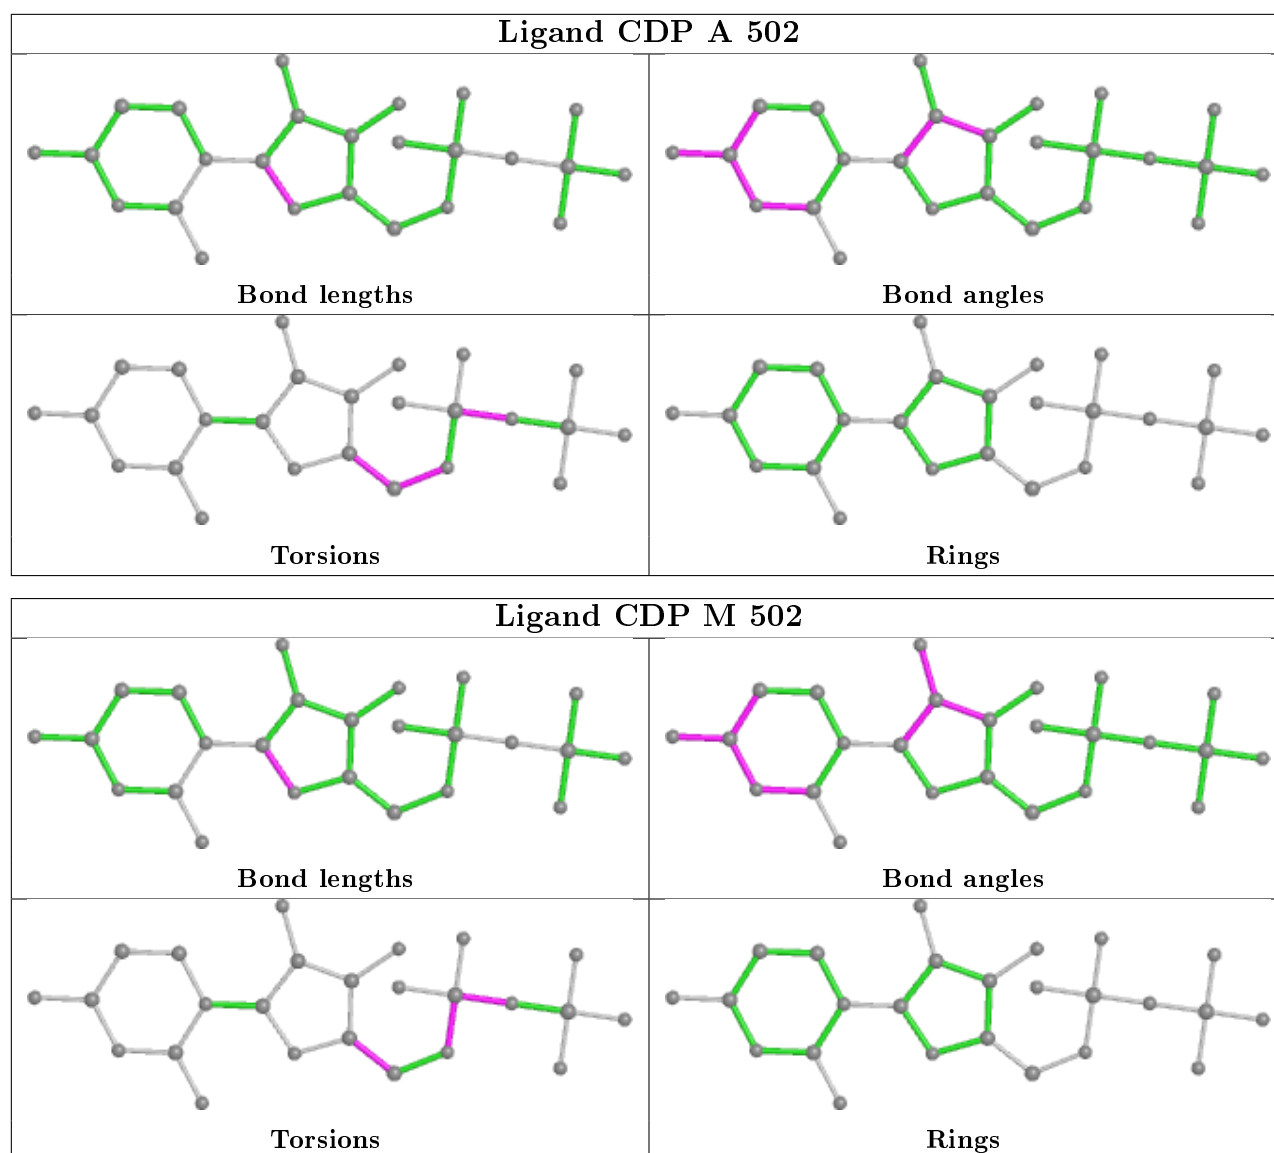 Ligand CDP A 502
Bond lengths
Bond angles
Torsions
Rings
Ligand CDP M 502
Bond lengths
Bond angles
Torsions
Rings